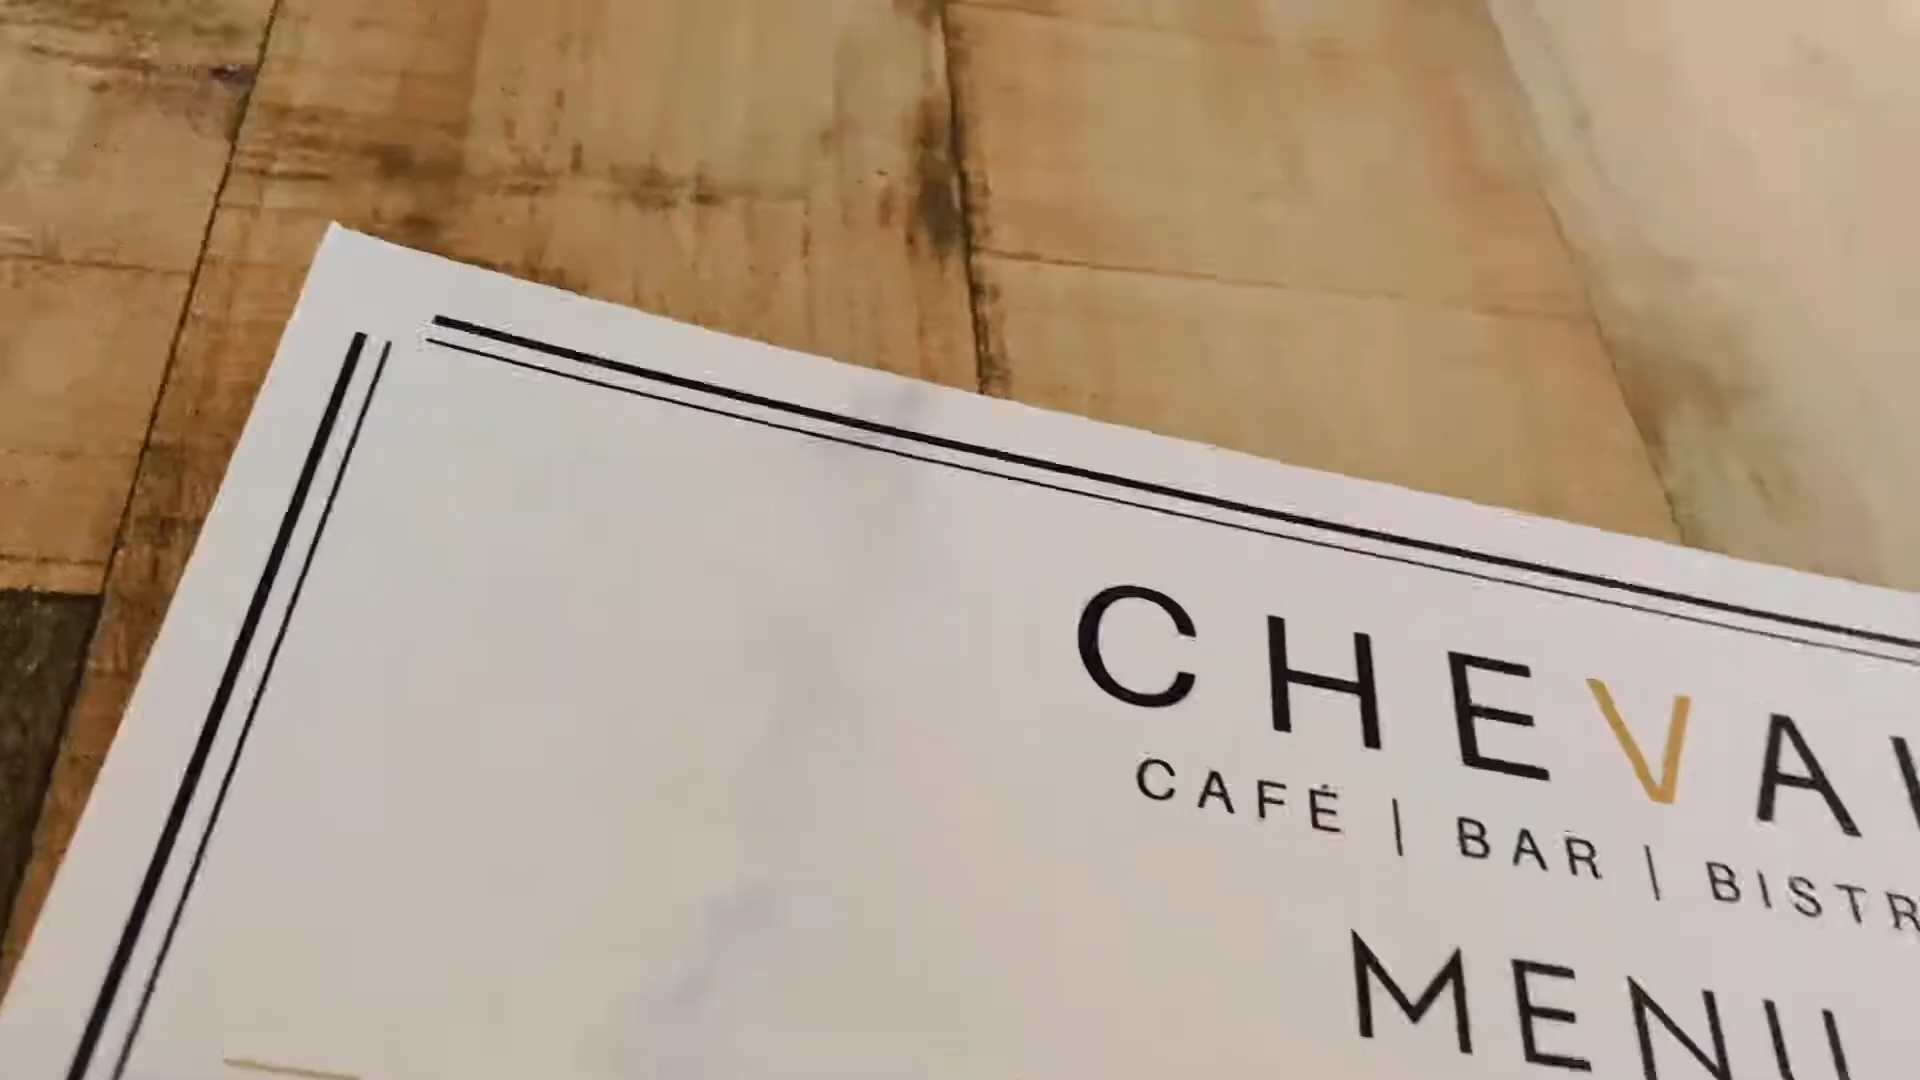 CHEVA
CAFÉ | BAR | BISTR
MENU